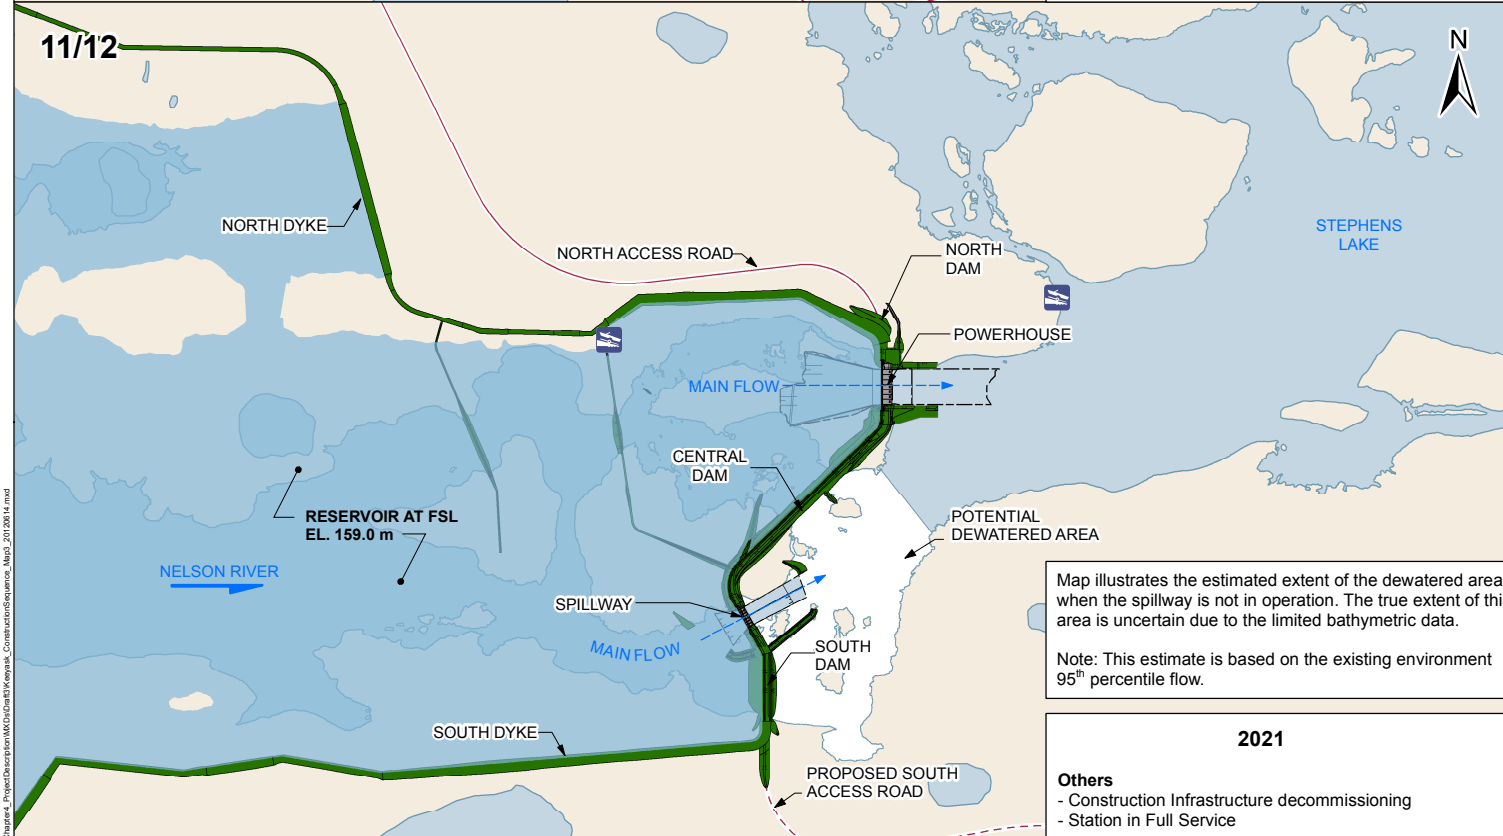 11/12
N
NORTH DYKE
NORTH ACCESS ROAD
NORTH
DAM
STEPHENS
LAKE
POWERHOUSE
MAIN FLOW
CENTRAL
DAM
RESERVOIR AT FSL
EL. 159.0 m
POTENTIAL
DEWATERED AREA
NELSON RIVER
SPILLWAY
MAIN FLOW
SOUTH
DAM
SOUTH DYKE
PROPOSED SOUTH
ACCESS ROAD
Map illustrates the estimated extent of the dewatered area
when the spillway is not in operation. The true extent of thi
area is uncertain due to the limited bathymetric data.
Note: This estimate is based on the existing environment
95th percentile flow.
2021
Others
- Construction Infrastructure decommissioning
- Station in Full Service